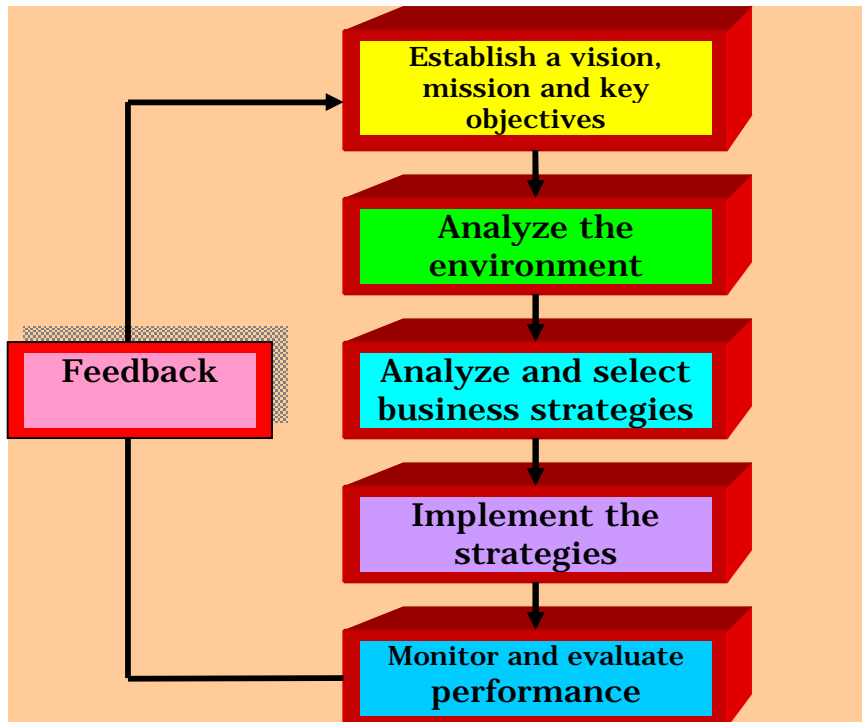 Establish a vision,
mission and key
objectives
Analyze the
environment
Analyze and select
business strategies
Feedback
Implement the
strategies
Monitor and evaluate
performance